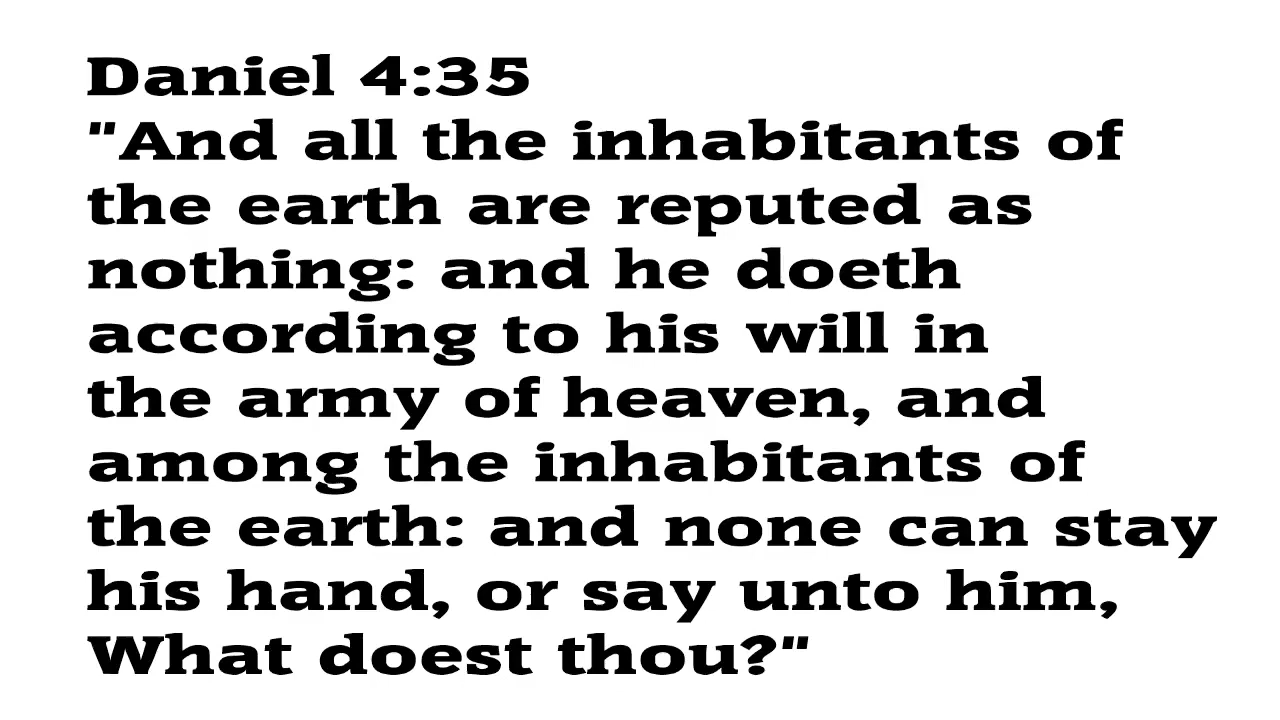 Daniel 4:35
"And all the inhabitants of
the earth are reputed as
nothing: and he doeth
according to his will in
the army of heaven, and
among the inhabitants of
the earth: and none can stay
his hand, or say unto him,
What doest thou?"